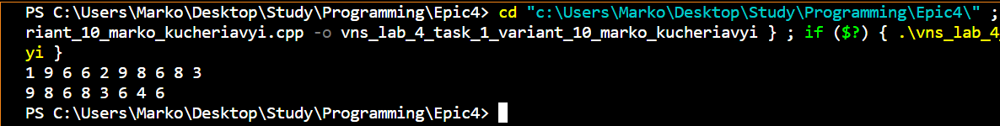 PS C:\Users\Marko\Desktop\Study\Programming\Epic4> cd "c:\Users\Marko\Desktop\Study\Programming\Epic4\" ;
riant_10_marko_kucheriavyi.cpp -o vns_lab_4_task_1_variant_10_marko_kucheriavyi } ; if ($?) { .\vns_lab_4_
yi }
1 9 6 6 2 9 8 6 8 3
9 8 6 8 3 6 4 6
PS C:\Users\Marko\Desktop\Study\Programming\Epic4>